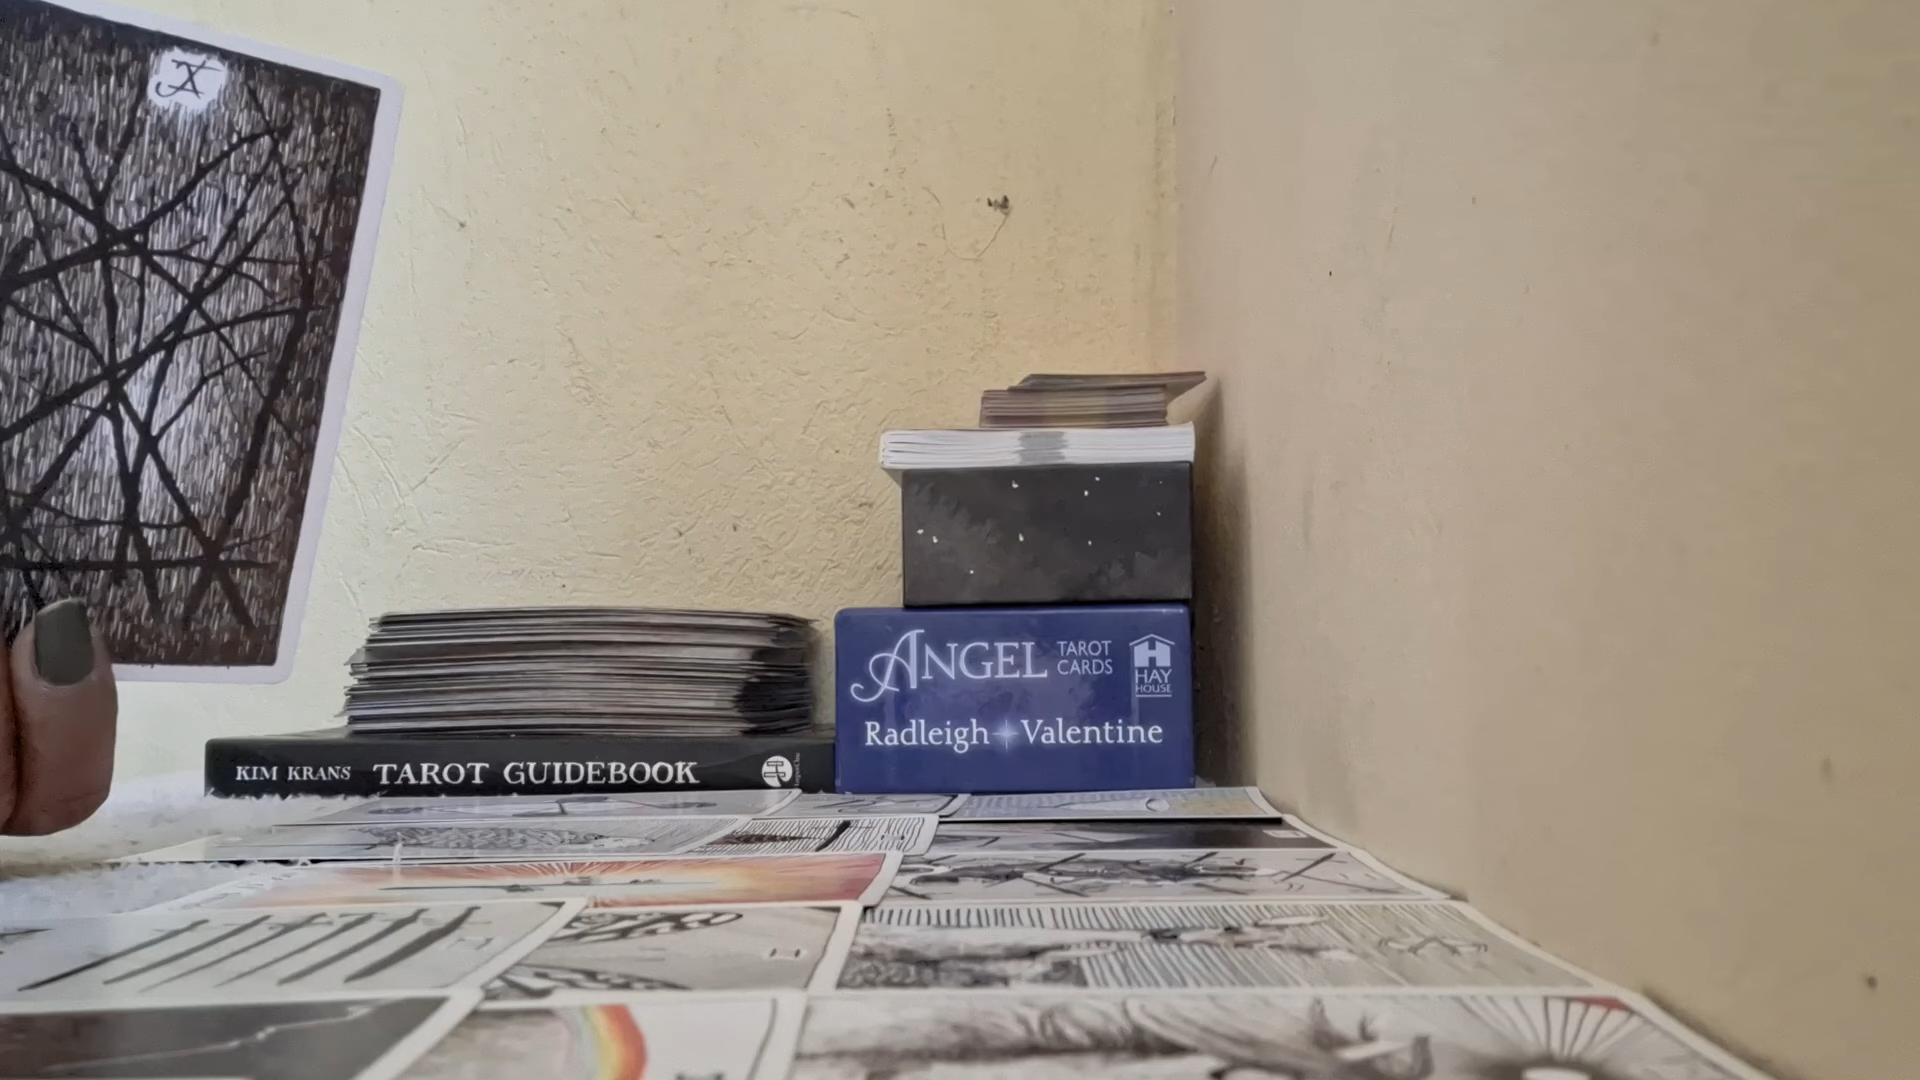 X
ANGEL TAROT CARDS
HAY HOUSE
Radleigh Valentine
KIM KRANS TAROT GUIDEBOOK